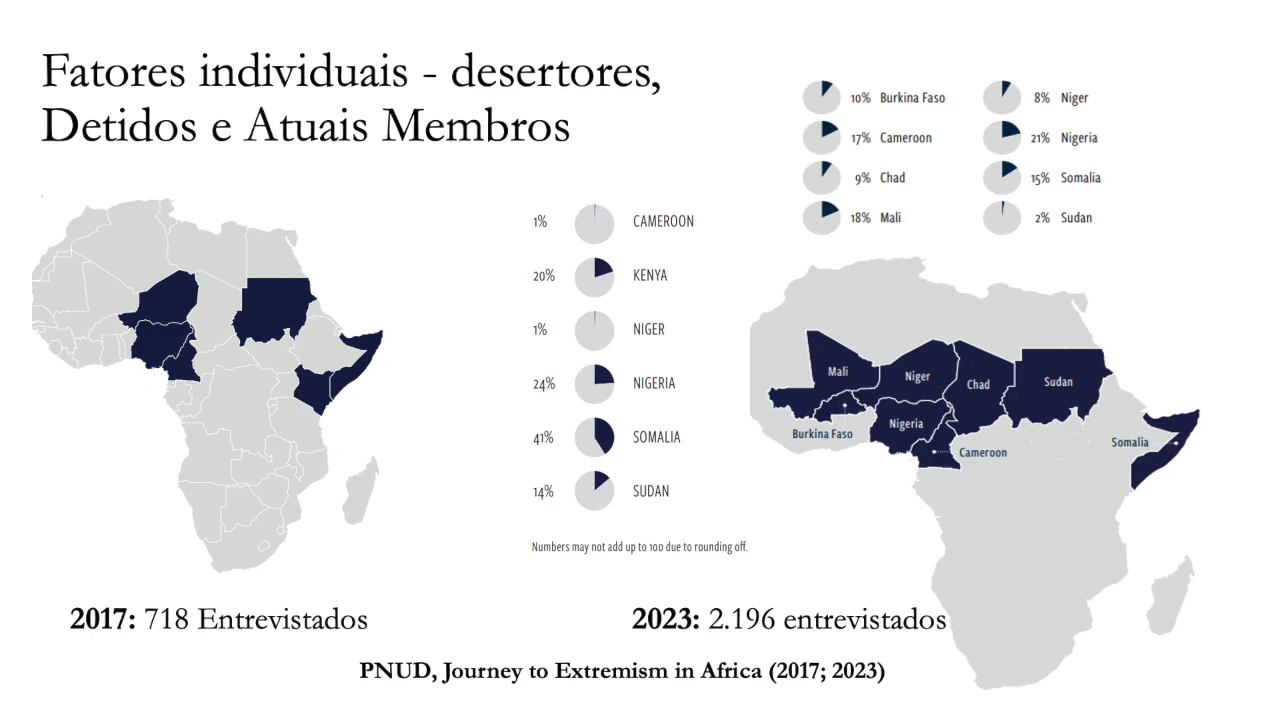 Fatores individuais - desertores,
Detidos e Atuais Membros
10% Burkina Faso
17% Cameroon
9% Chad
18% Mali
8% Niger
21% Nigeria
15% Somalia
2% Sudan
1% CAMEROON
20% KENYA
1% NIGER
24% NIGERIA
41% SOMALIA
14% SUDAN
Numbers may not add up to 100 due to rounding off.
Mali
Niger
Chad
Sudan
Burkina Faso
Nigeria
Cameroon
Somalia
2017: 718 Entrevistados
2023: 2.196 entrevistados
PNUD, Journey to Extremism in Africa (2017; 2023)